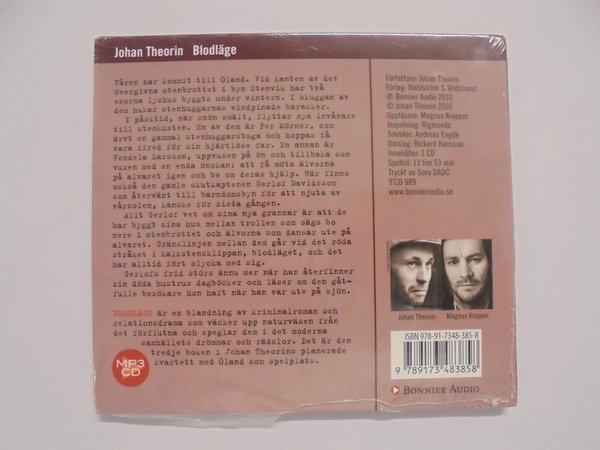 Johan Theorin Blodläge
Våren har kommit till Öland. Vid kanten av det
övergivna stenbrottet i byn Stenvik har två
enorma lyxhus byggts under vintern. I skuggan av
dem hukar stenhuggarnas vindpinade baracker.
I påsktid, när snön smält, flyttar nya invånare
till stenkusten. En av dem är Per Mörner, som
ärvt en gammal stenhuggarstuga och hoppas få
vara ifred för sin hjärtlöse far. En annan är
Vendela Larsson, uppvuxen på ön och tillbaka som
vuxen med en enda önskan: att få möta älvorna
på alvaret igen och be om deras hjälp. Här finns
också den gamle skutkaptenen Gerlof Davidsson
som återvänt till barndomsbyn för att njuta av
vårsolen, kanske för sista gången.
Allt Gerlof vet om sina nya grannar är att de
har byggt sina hus mellan trollen som sägs bo
nere i stenbrottet och älvorna som dansar ute på
alvaret. Gränslinjen mellan dem går vid det röda
stråket i kalkstensklippan, blodläget, och det
har alltid fört olycka med sig.
Gerlofs frid störs ännu mer när han återfinner
sin döda hustrus dagböcker och läser om den gåt-
fulle besökare hon haft när han var ute på sjön.
BLODLÄGE är en blandning av kriminalroman och
relationsdrama som väcker upp naturväsen från
det förflutna och speglar dem i det moderna
samhällets drömmar och rädslor. Det är den
tredje boken i Johan Theorins planerade
kvartett med Öland som spelplats.
MP3
CD
Författare: Johan Theorin
Förlag: Wahlström & Widstrand
℗ Bonnier Audio 2010
© Johan Theorin 2010
Uppläsare: Magnus Krepper
Inspelning: Rigmondo
Tekniker: Andreas Engde
Omslag: Rickard Hansson
Innehåller: 1 CD
Speltid: 13 tim 53 min
Tryckt av Sony DADC
ITCD 989
www.bonnieraudio.se
Johan Theorin Magnus Krepper
ISBN 978-91-7348-385-8
9 789173 483858
BONNIER AUDIO